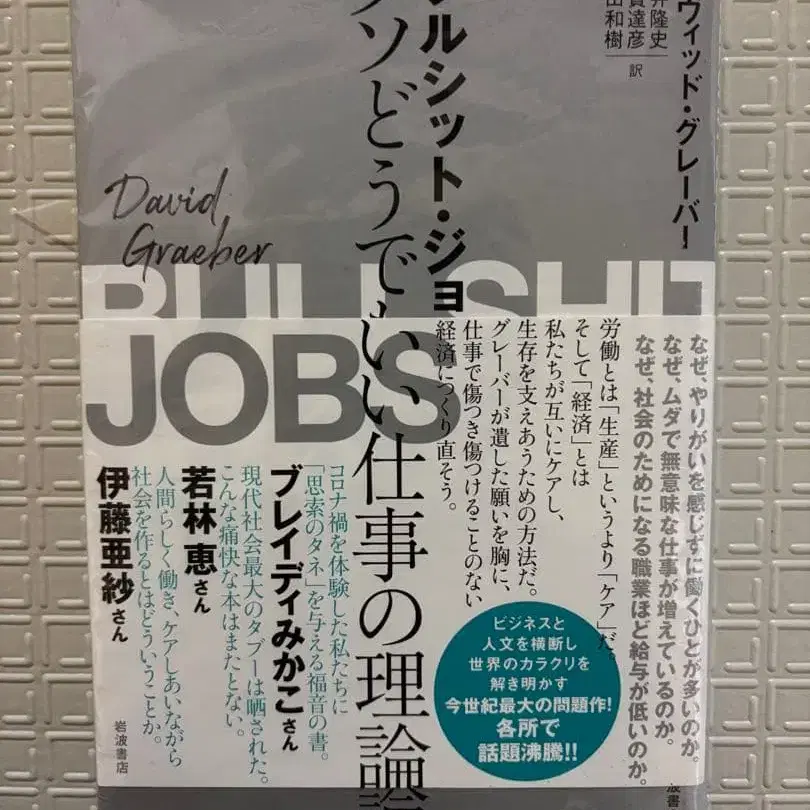 ウィッド・グレーバー
井隆史
賀達彦
田和樹
訳
ルシット・ジョ
クソどうでもいい仕事の理論
David
Graeber
BULLSHIT
JOBS
なぜ、やりがいを感じずに働くひとが多いのか。
なぜ、ムダで無意味な仕事が増えているのか。
なぜ、社会のためになる職業ほど給与が低いのか。
労働とは「生産」というより「ケア」だ。
そして「経済」とは
私たちが互いにケアし、
生存を支えあうための方法だ。
グレーバーが遺した願いを胸に、
仕事で傷つき傷つけることのない
経済につくり直そう。
コロナ禍を体験した私たちに
「思索のタネ」を与える福音の書。
ブレイディみかこさん
現代社会最大のタブーは晒された。
こんな痛快な本はまたとない。
若林 恵さん
人間らしく働き、ケアしあいながら
社会を作るとはどういうことか。
伊藤亜紗さん
ビジネスと
人文を横断し
世界のカラクリを
解き明かす
今世紀最大の問題作!
各所で
話題沸騰!!
岩波書店
波書